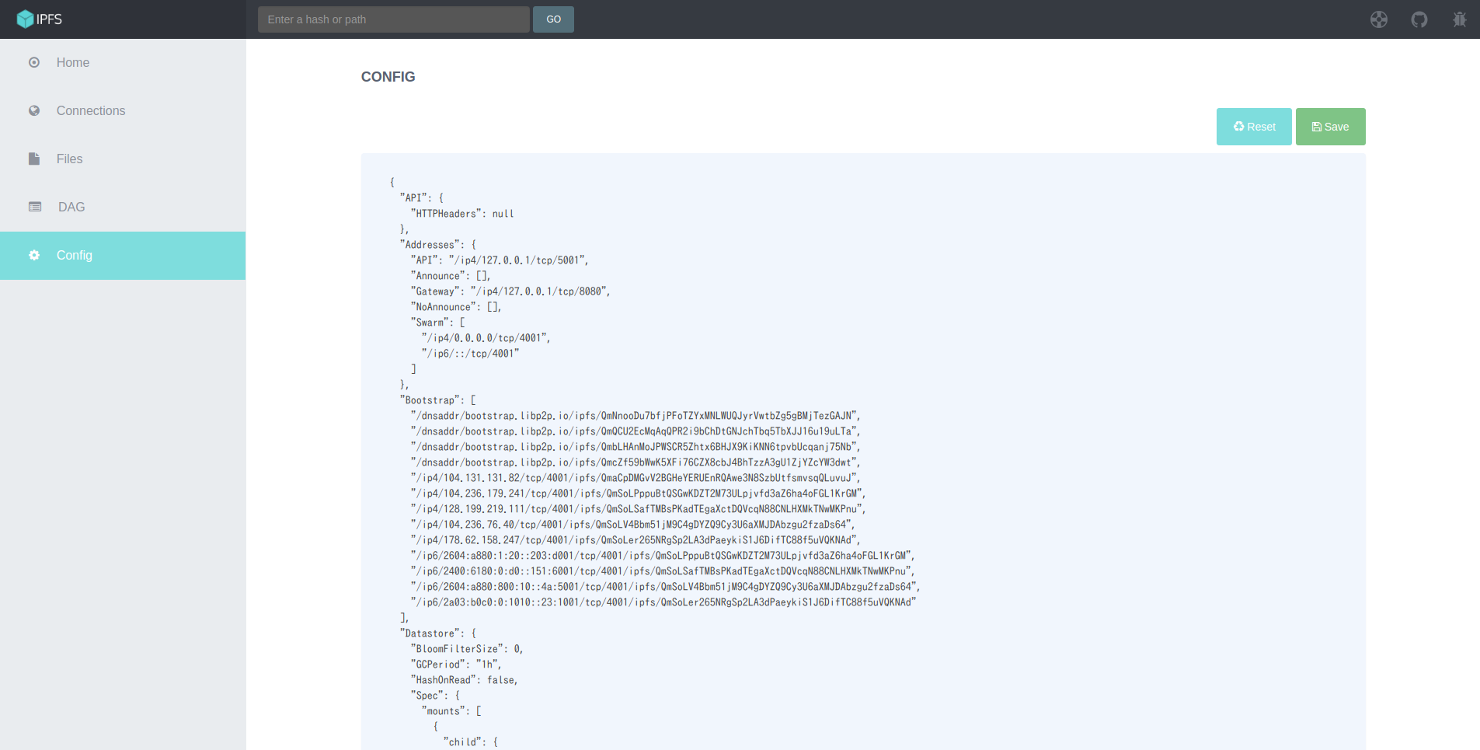 IPFS
Enter a hash or path
GO
Home
Connections
Files
DAG
Config
CONFIG
Reset
Save
{
"API": {
"HTTPHeaders": null
},
"Addresses": {
"API": "/ip4/127.0.0.1/tcp/5001",
"Announce": [],
"Gateway": "/ip4/127.0.0.1/tcp/8080",
"NoAnnounce": [],
"Swarm": [
"/ip4/0.0.0.0/tcp/4001",
"/ip6/::/tcp/4001"
]
},
"Bootstrap": [
"/dnsaddr/bootstrap.libp2p.io/ipfs/QmNnooDu7bfjPFoTZYxMNLWUQJyrVwtbZg5gBMjTezGAJN",
"/dnsaddr/bootstrap.libp2p.io/ipfs/QmQCU2EcMqAqQPR2i9bChDtGNJchTbq5TbXJJ16u19uLTa",
"/dnsaddr/bootstrap.libp2p.io/ipfs/QmbLHAnMoJPWSCR5Zhtx6BHJX9KiKNN6tpvbUcqanj75Nb",
"/dnsaddr/bootstrap.libp2p.io/ipfs/QmcZf59bWwK5XFi76CZX8cbJ4BhTzzA3gU1ZjYZcYW3dwt",
"/ip4/104.131.131.82/tcp/4001/ipfs/QmaCpDMGvV2BGHeYERUEnRQAwe3N8SzbUtfsmvsqQLuvuJ",
"/ip4/104.236.179.241/tcp/4001/ipfs/QmSoLPppuBtQSGwKDZT2M73ULpjvfd3aZ6ha4oFGL1KrGM",
"/ip4/128.199.219.111/tcp/4001/ipfs/QmSoLSafTMBsPKadTEgaXctDQVcqN88CNLHXMkTNwMKPnu",
"/ip4/104.236.76.40/tcp/4001/ipfs/QmSoLV4Bbm51jM9C4gDYZQ9Cy3U6aXMJDAbzgu2fzaDs64",
"/ip4/178.62.158.247/tcp/4001/ipfs/QmSoLer265NRgSp2LA3dPaeykiS1J6DifTC88f5uVQKNAd",
"/ip6/2604:a880:1:20::203:d001/tcp/4001/ipfs/QmSoLPppuBtQSGwKDZT2M73ULpjvfd3aZ6ha4oFGL1KrGM",
"/ip6/2400:6180:0:d0::151:6001/tcp/4001/ipfs/QmSoLSafTMBsPKadTEgaXctDQVcqN88CNLHXMkTNwMKPnu",
"/ip6/2604:a880:800:10::4a:5001/tcp/4001/ipfs/QmSoLV4Bbm51jM9C4gDYZQ9Cy3U6aXMJDAbzgu2fzaDs64",
"/ip6/2a03:b0c0:0:1010::23:1001/tcp/4001/ipfs/QmSoLer265NRgSp2LA3dPaeykiS1J6DifTC88f5uVQKNAd"
],
"Datastore": {
"BloomFilterSize": 0,
"GCPeriod": "1h",
"HashOnRead": false,
"Spec": {
"mounts": [
{
"child": {